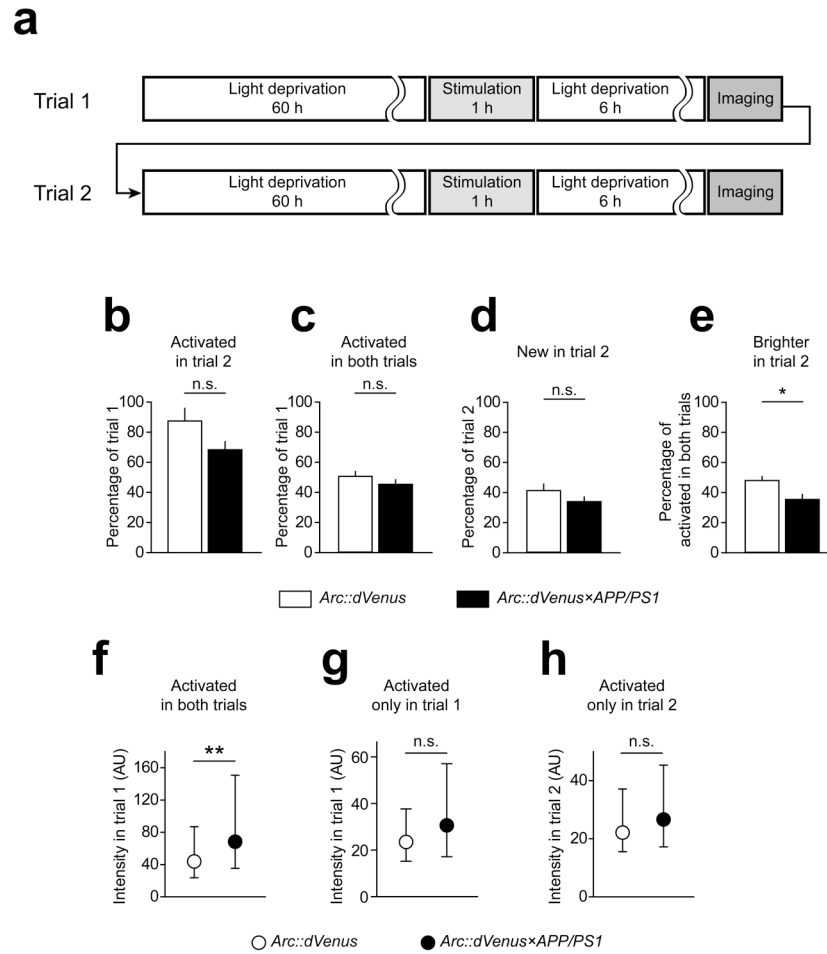 a
Trial 1
Light deprivation
60 h
Stimulation
1 h
Light deprivation
6 h
Imaging
Trial 2
Light deprivation
60 h
Stimulation
1 h
Light deprivation
6 h
Imaging
b
Activated
in trial 2
n.s.
Percentage of trial 1
100
80
60
40
20
0
c
Activated
in both trials
n.s.
Percentage of trial 1
100
80
60
40
20
0
d
New in trial 2
n.s.
Percentage of trial 2
100
80
60
40
20
0
e
Brighter
in trial 2
*
Percentage of
activated in both trials
100
80
60
40
20
0
Arc::dVenus
Arc::dVenus×APP/PS1
f
Activated
in both trials
**
Intensity in trial 1 (AU)
160
120
80
40
0
g
Activated
only in trial 1
n.s.
Intensity in trial 1 (AU)
60
40
20
0
h
Activated
only in trial 2
n.s.
Intensity in trial 2 (AU)
40
20
0
Arc::dVenus
Arc::dVenus×APP/PS1